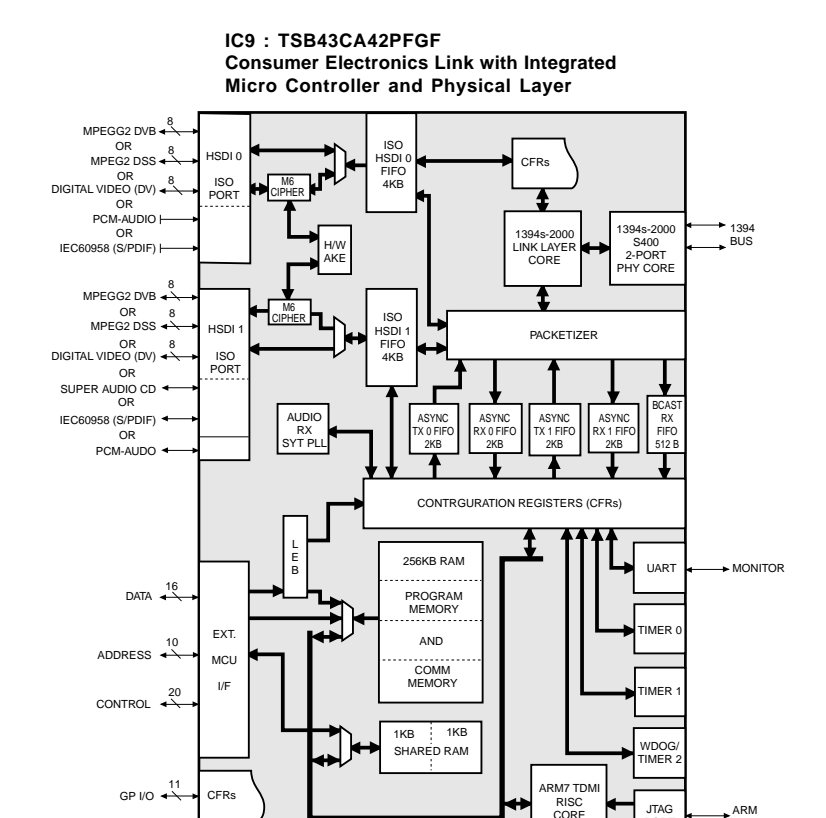 IC9 : TSB43CA42PFGF
Consumer Electronics Link with Integrated
Micro Controller and Physical Layer
MPEGG2 DVB
8
OR
MPEG2 DSS
8
OR
DIGITAL VIDEO (DV)
8
OR
PCM-AUDIO
OR
IEC60958 (S/PDIF)
HSDI 0
ISO
PORT
M6
CIPHER
H/W
AKE
ISO
HSDI 0
FIFO
4KB
CFRs
1394s-2000
LINK LAYER
CORE
1394s-2000
S400
2-PORT
PHY CORE
1394
BUS
MPEGG2 DVB
8
OR
MPEG2 DSS
8
OR
DIGITAL VIDEO (DV)
8
OR
SUPER AUDIO CD
OR
IEC60958 (S/PDIF)
OR
PCM-AUDO
HSDI 1
ISO
PORT
M6
CIPHER
ISO
HSDI 1
FIFO
4KB
PACKETIZER
AUDIO
RX
SYT PLL
ASYNC
TX 0 FIFO
2KB
ASYNC
RX 0 FIFO
2KB
ASYNC
TX 1 FIFO
2KB
ASYNC
RX 1 FIFO
2KB
BCAST
RX
FIFO
512 B
CONTRGURATION REGISTERS (CFRs)
L
E
B
256KB RAM
PROGRAM
MEMORY
AND
COMM
MEMORY
UART
MONITOR
TIMER 0
TIMER 1
WDOG/
TIMER 2
DATA
16
ADDRESS
10
CONTROL
20
EXT.
MCU
I/F
1KB
1KB
SHARED RAM
GP I/O
11
CFRs
ARM7 TDMI
RISC
CORE
JTAG
ARM